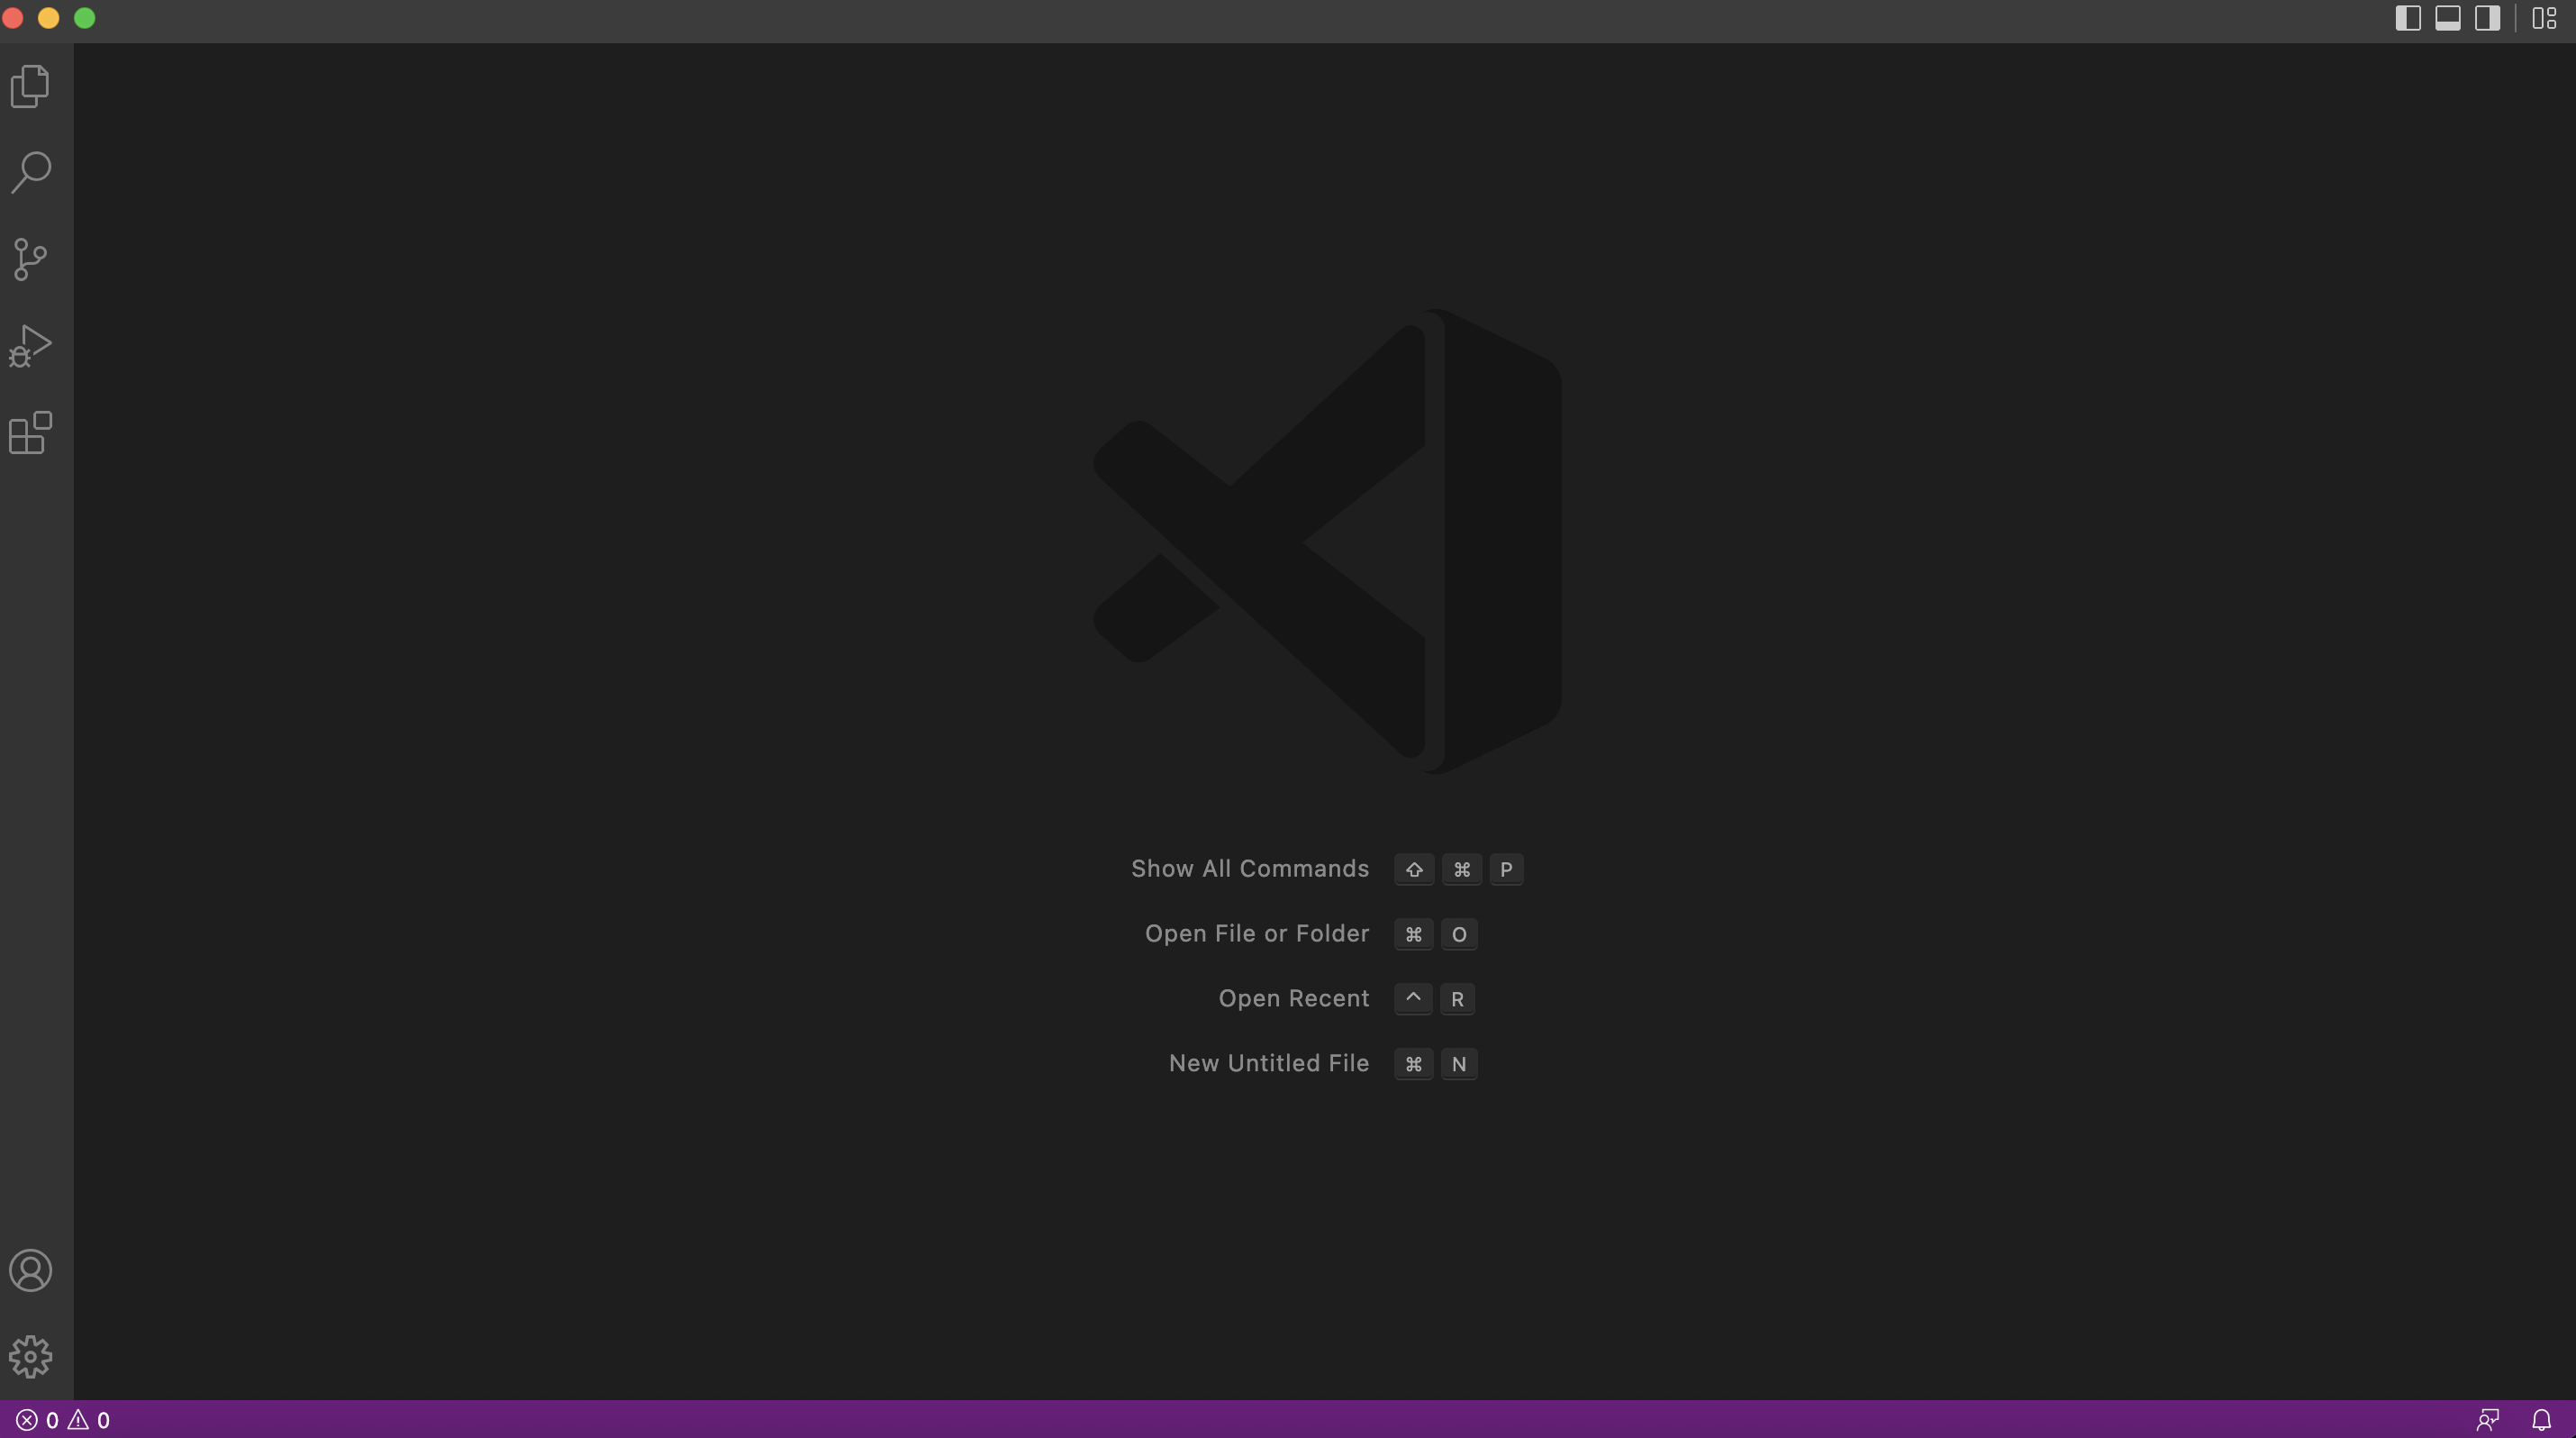 Show All Commands ⇧ ⌘ P
Open File or Folder ⌘ O
Open Recent ^ R
New Untitled File ⌘ N
0 0